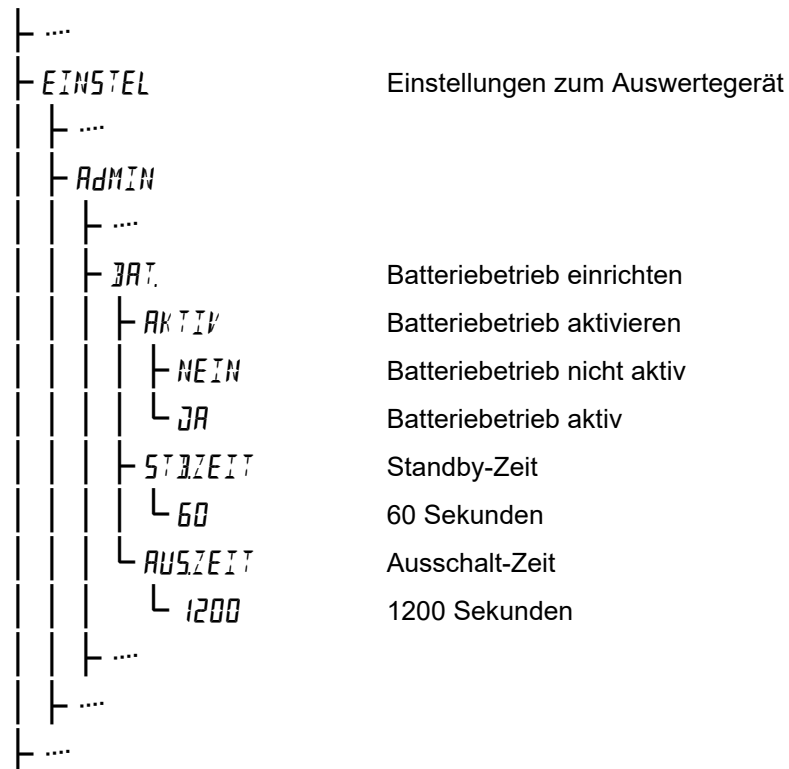 ....
EINSTEL Einstellungen zum Auswertegerät
....
AdMIN
....
BAT. Batteriebetrieb einrichten
AKTIV Batteriebetrieb aktivieren
NEIN Batteriebetrieb nicht aktiv
JA Batteriebetrieb aktiv
STB.ZEIT Standby-Zeit
60 60 Sekunden
AUS.ZEIT Ausschalt-Zeit
1200 1200 Sekunden
....
....
....